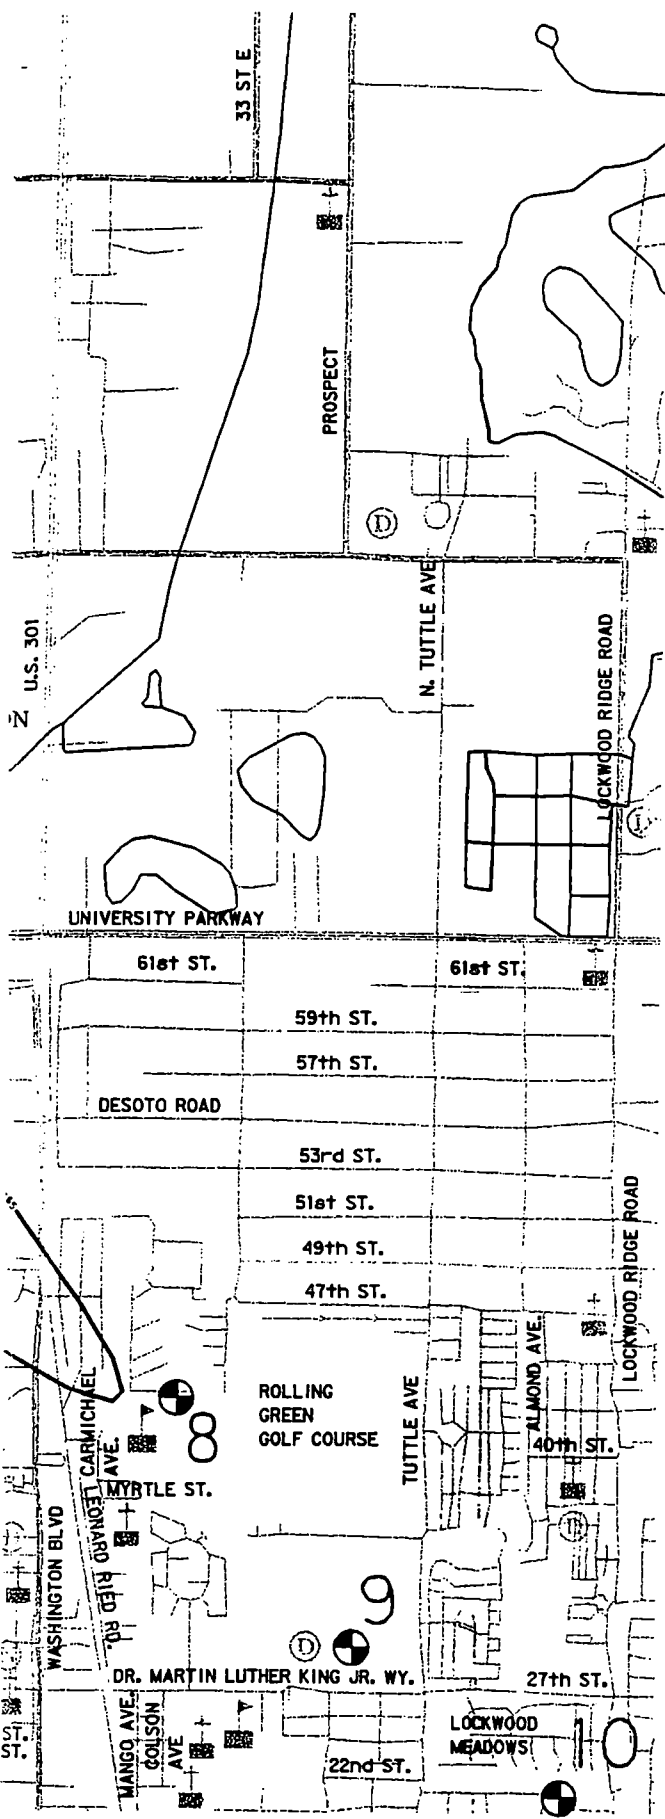 33 ST E
PROSPECT
D
U.S. 301
N. TUTTLE AVE
LOCKWOOD RIDGE ROAD
N
UNIVERSITY PARKWAY
61st ST.
61st ST.
59th ST.
57th ST.
DESOTO ROAD
53rd ST.
51st ST.
49th ST.
47th ST.
LOCKWOOD RIDGE ROAD
ALMOND AVE.
CARMICHAEL
AVE.
ROLLING
GREEN
GOLF COURSE
TUTTLE AVE
8
40th ST.
MYRTLE ST.
WASHINGTON BLVD
LEONARD RIED RD.
9
D
DR. MARTIN LUTHER KING JR. WY.
27th ST.
MANGO AVE.
COLSON
AVE
LOCKWOOD
MEADOWS
10
ST.
ST.
22nd ST.